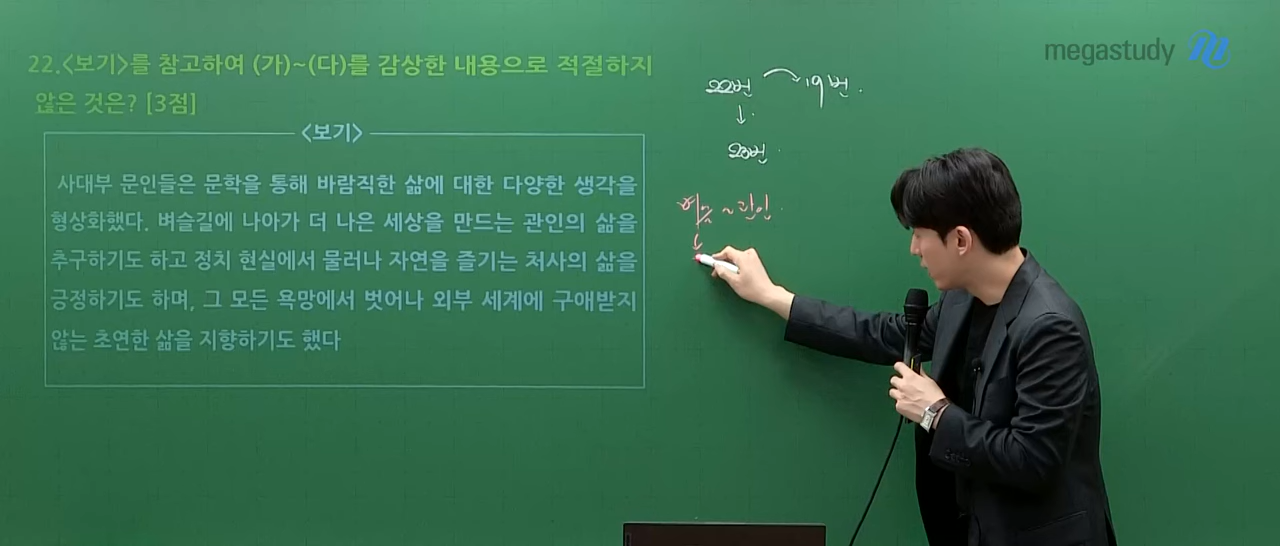 22.<보기>를 참고하여 (가)~(다)를 감상한 내용으로 적절하지
않은 것은? [3점]
<보기>
사대부 문인들은 문학을 통해 바람직한 삶에 대한 다양한 생각을
형상화했다. 벼슬길에 나아가 더 나은 세상을 만드는 관인의 삶을
추구하기도 하고 정치 현실에서 물러나 자연을 즐기는 처사의 삶을
긍정하기도 하며, 그 모든 욕망에서 벗어나 외부 세계에 구애받지
않는 초연한 삶을 지향하기도 했다
megastudy
22번 → 19번.
↓
23번.
벼슬 ~ 관인.
↓